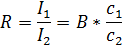 R = I₁/I₂ = B * c₁/c₂